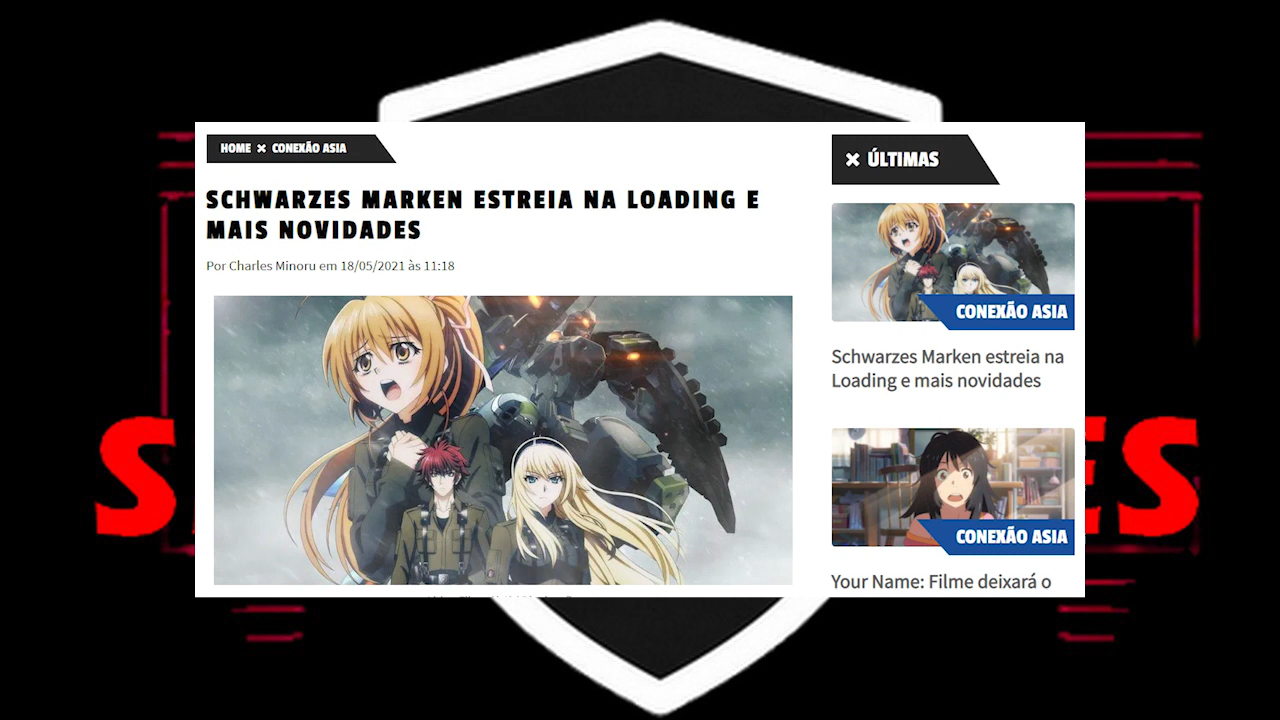 HOME × CONEXÃO ASIA
SCHWARZES MARKEN ESTREIA NA LOADING E
MAIS NOVIDADES
Por Charles Minoru em 18/05/2021 às 11:18
× ÚLTIMAS
CONEXÃO ASIA
Schwarzes Marken estreia na
Loading e mais novidades
CONEXÃO ASIA
Your Name: Filme deixará o
S
ES